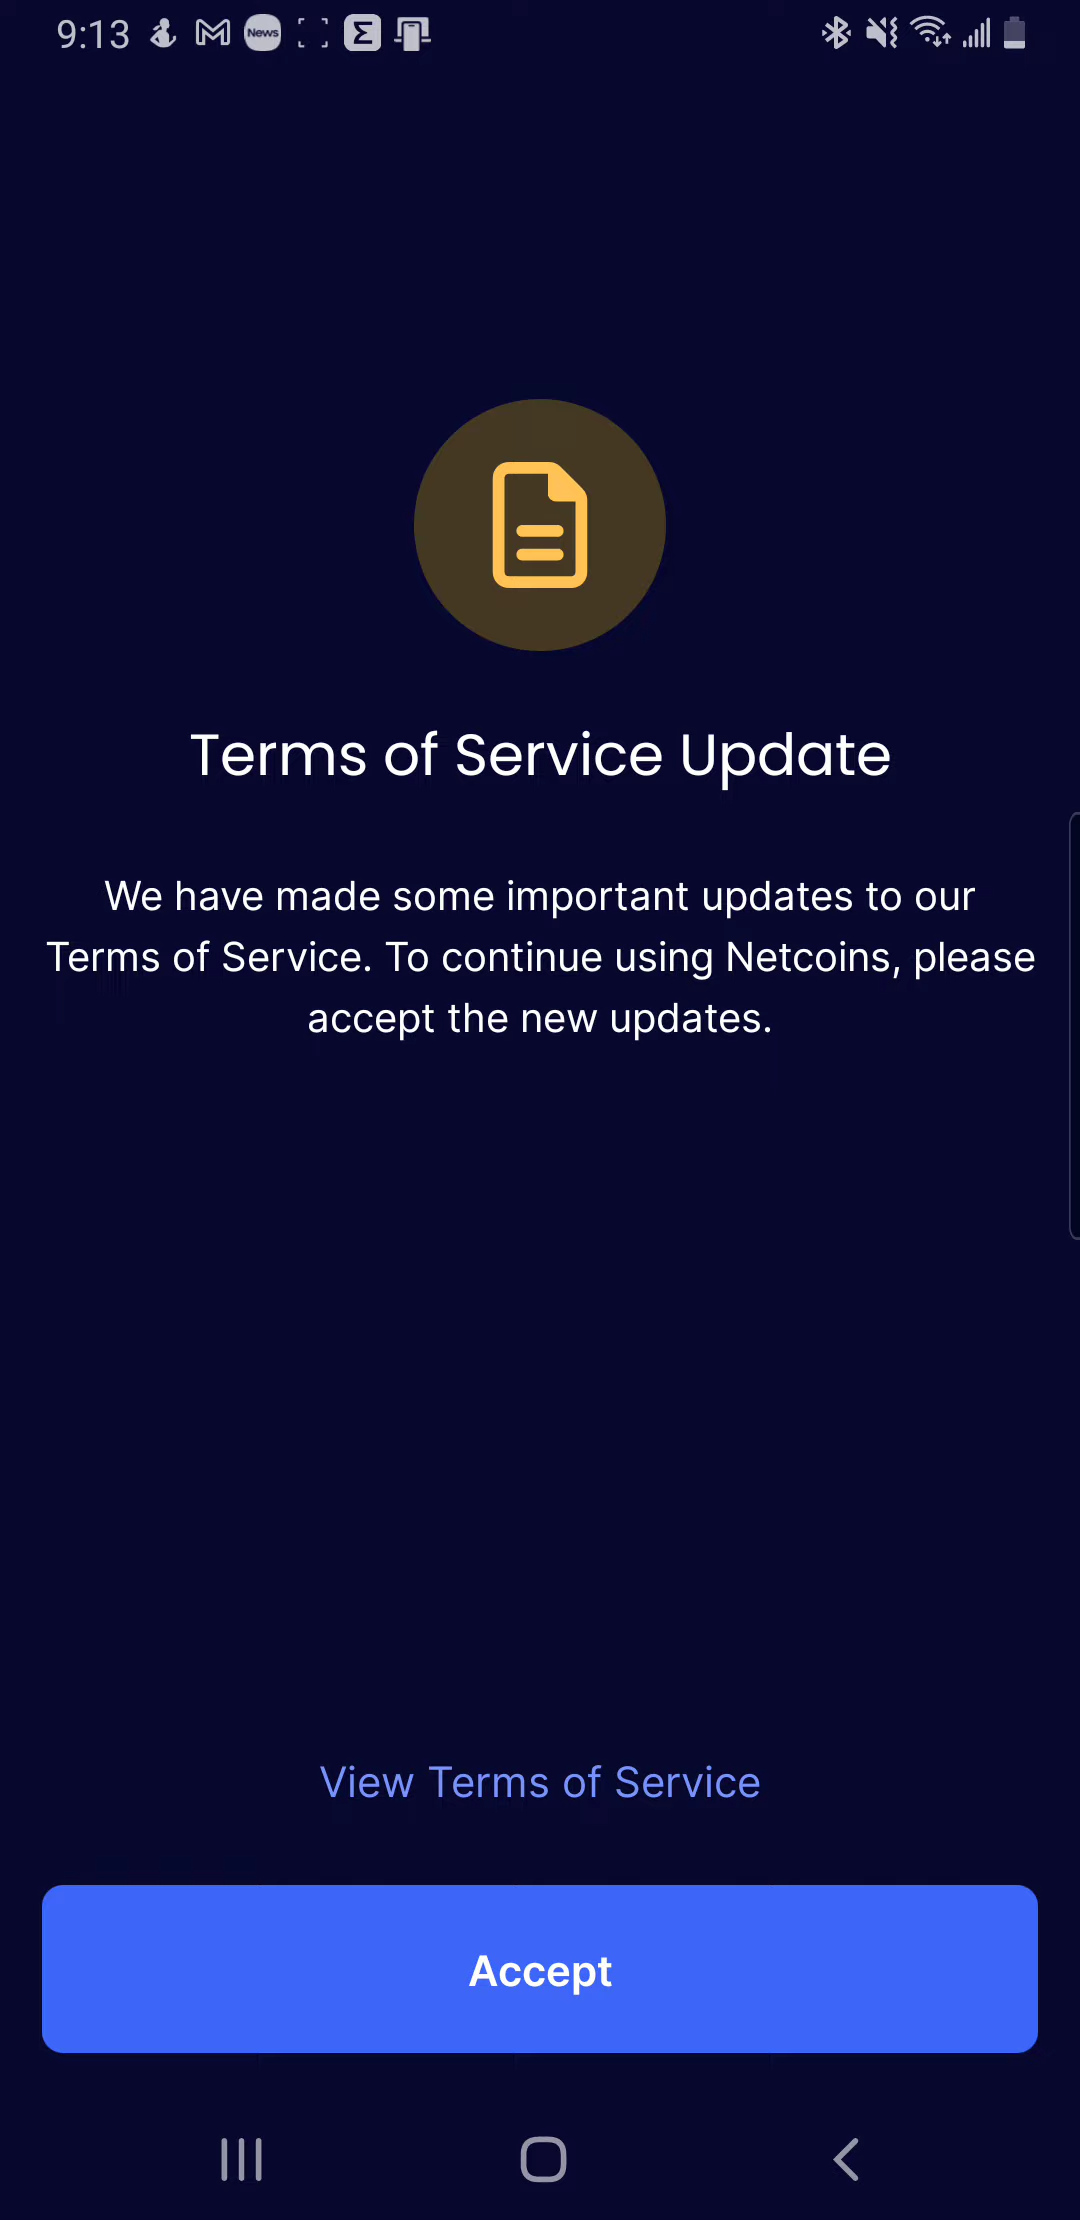 9:13
News
Terms of Service Update
We have made some important updates to our
Terms of Service. To continue using Netcoins, please
accept the new updates.
View Terms of Service
Accept